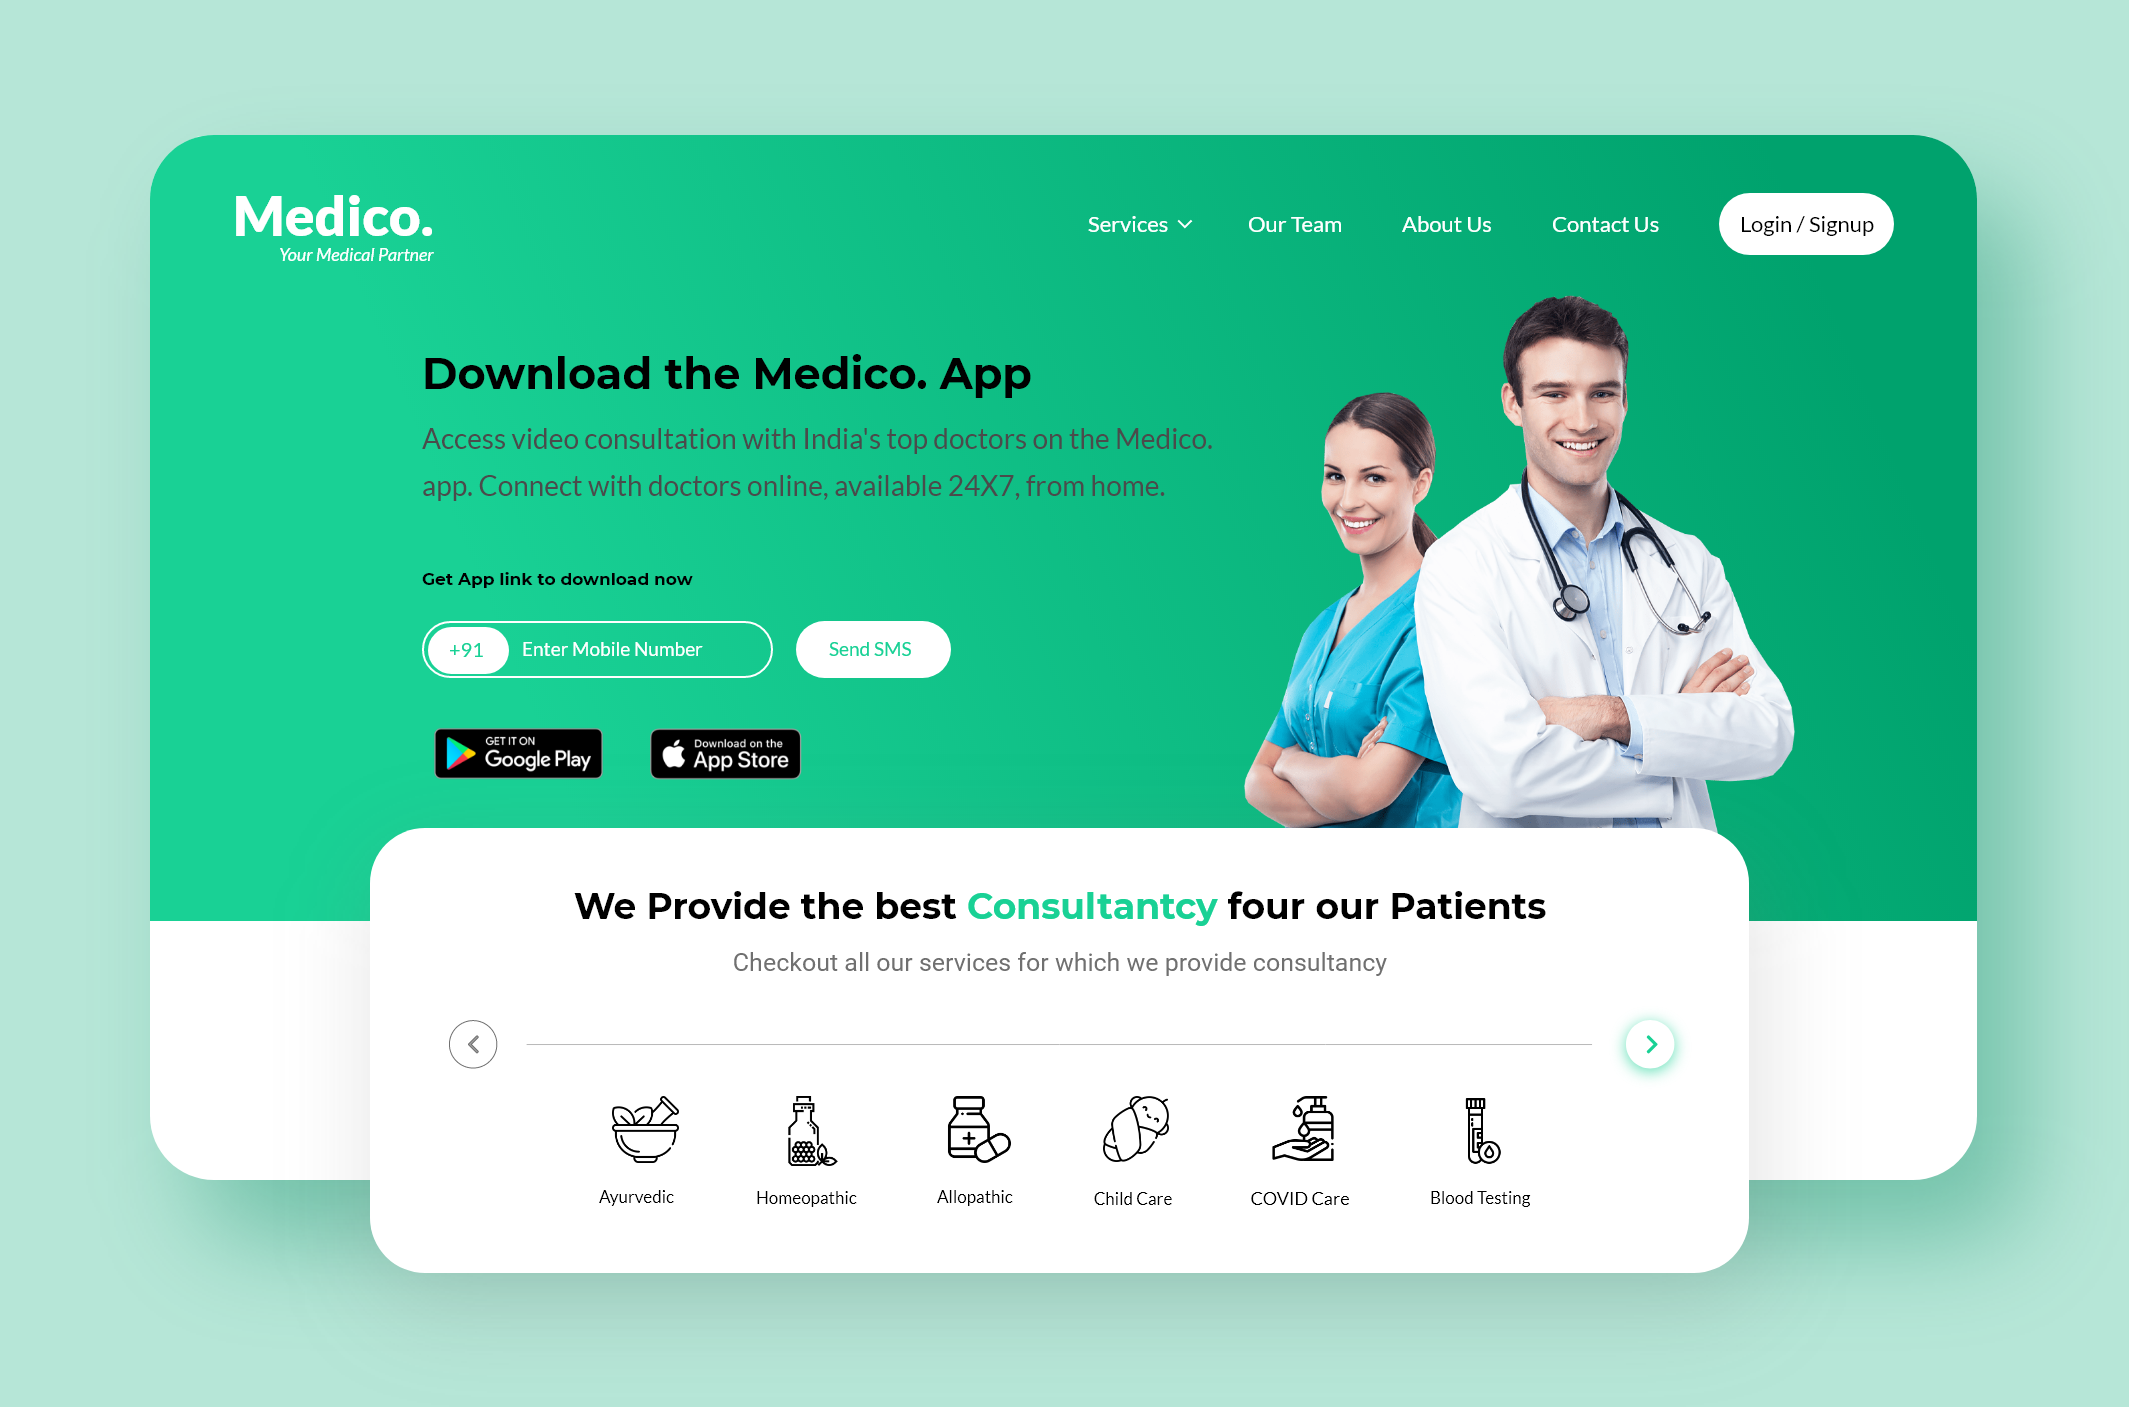 Medico.
Your Medical Partner
Services
Our Team
About Us
Contact Us
Login / Signup
Download the Medico. App
Access video consultation with India's top doctors on the Medico.
app. Connect with doctors online, available 24X7, from home.
Get App link to download now
+91
Enter Mobile Number
Send SMS
GET IT ON
Google Play
Download on the
App Store
We Provide the best Consultantcy four our Patients
Checkout all our services for which we provide consultancy
Ayurvedic
Homeopathic
Allopathic
Child Care
COVID Care
Blood Testing